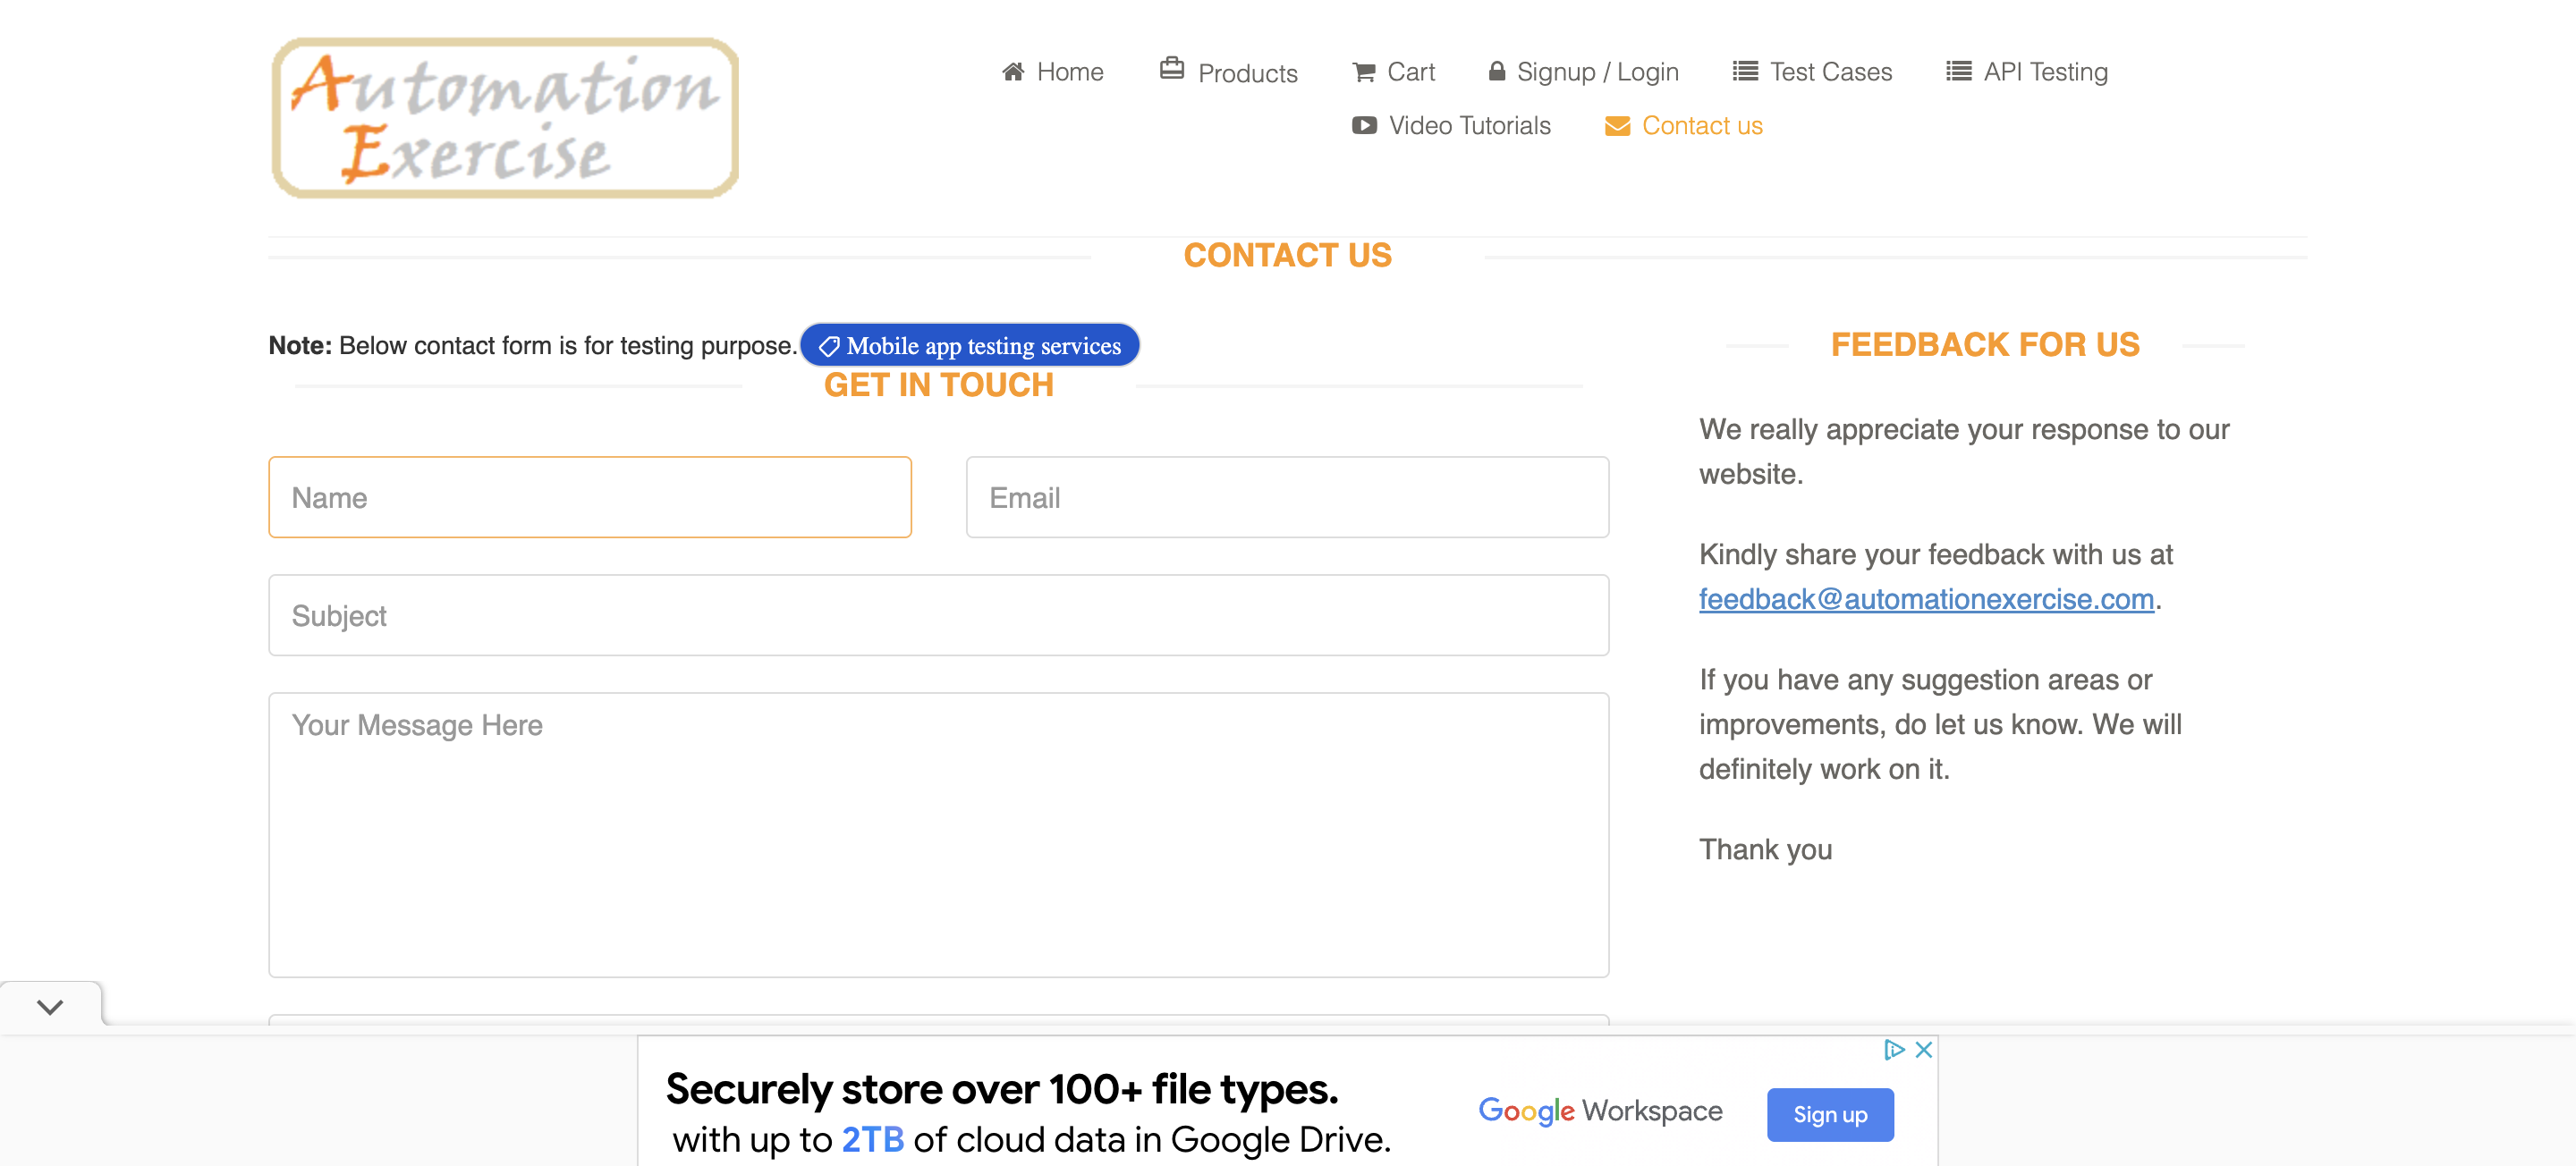 Automation
Exercise
Home
Products
Cart
Signup / Login
Test Cases
API Testing
Video Tutorials
Contact us
CONTACT US
Note: Below contact form is for testing purpose.
Mobile app testing services
GET IN TOUCH
Name
Email
Subject
Your Message Here
FEEDBACK FOR US
We really appreciate your response to our
website.
Kindly share your feedback with us at
feedback@automationexercise.com.
If you have any suggestion areas or
improvements, do let us know. We will
definitely work on it.
Thank you
Securely store over 100+ file types.
with up to 2TB of cloud data in Google Drive.
Google Workspace
Sign up